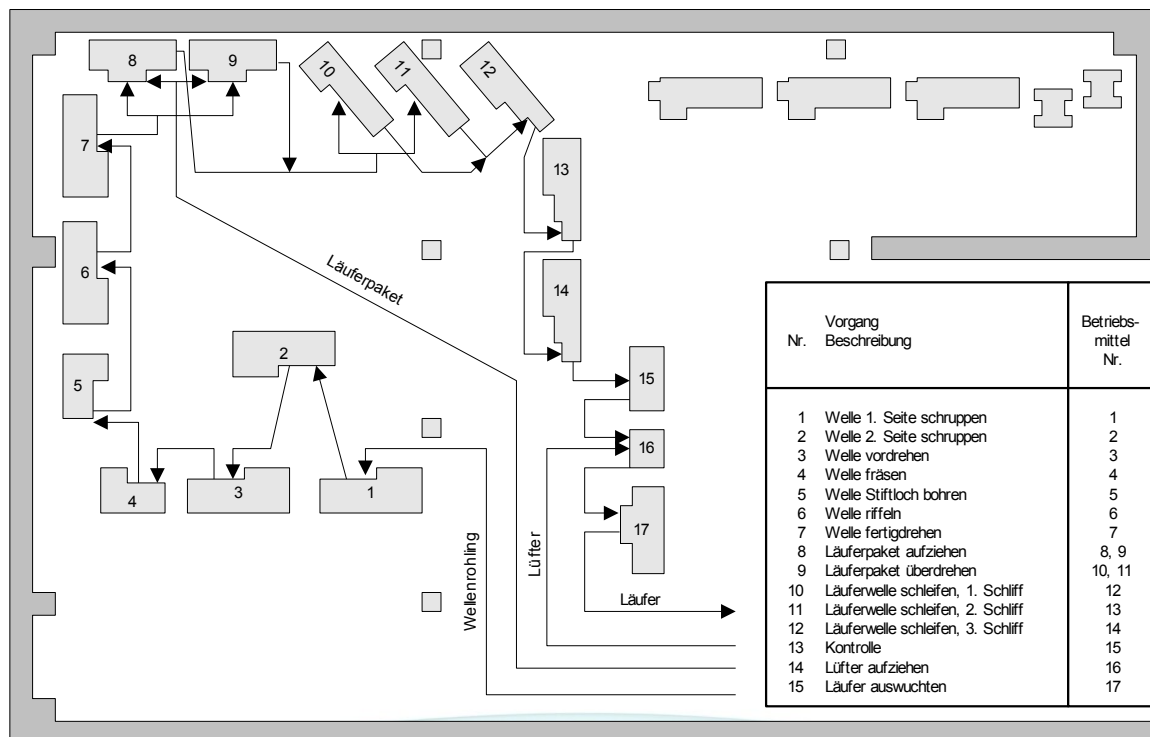 8
9
10
11
12
7
13
6
Läuferpaket
14
2
5
15
16
4
3
1
17
Wellenrohling
Lüfter
Läufer
Nr. Vorgang Beschreibung Betriebs-mittel Nr.
1 Welle 1. Seite schruppen 1
2 Welle 2. Seite schruppen 2
3 Welle vordrehen 3
4 Welle fräsen 4
5 Welle Stiftloch bohren 5
6 Welle riffeln 6
7 Welle fertigdrehen 7
8 Läuferpaket aufziehen 8, 9
9 Läuferpaket überdrehen 10, 11
10 Läuferwelle schleifen, 1. Schliff 12
11 Läuferwelle schleifen, 2. Schliff 13
12 Läuferwelle schleifen, 3. Schliff 14
13 Kontrolle 15
14 Lüfter aufziehen 16
15 Läufer auswuchten 17